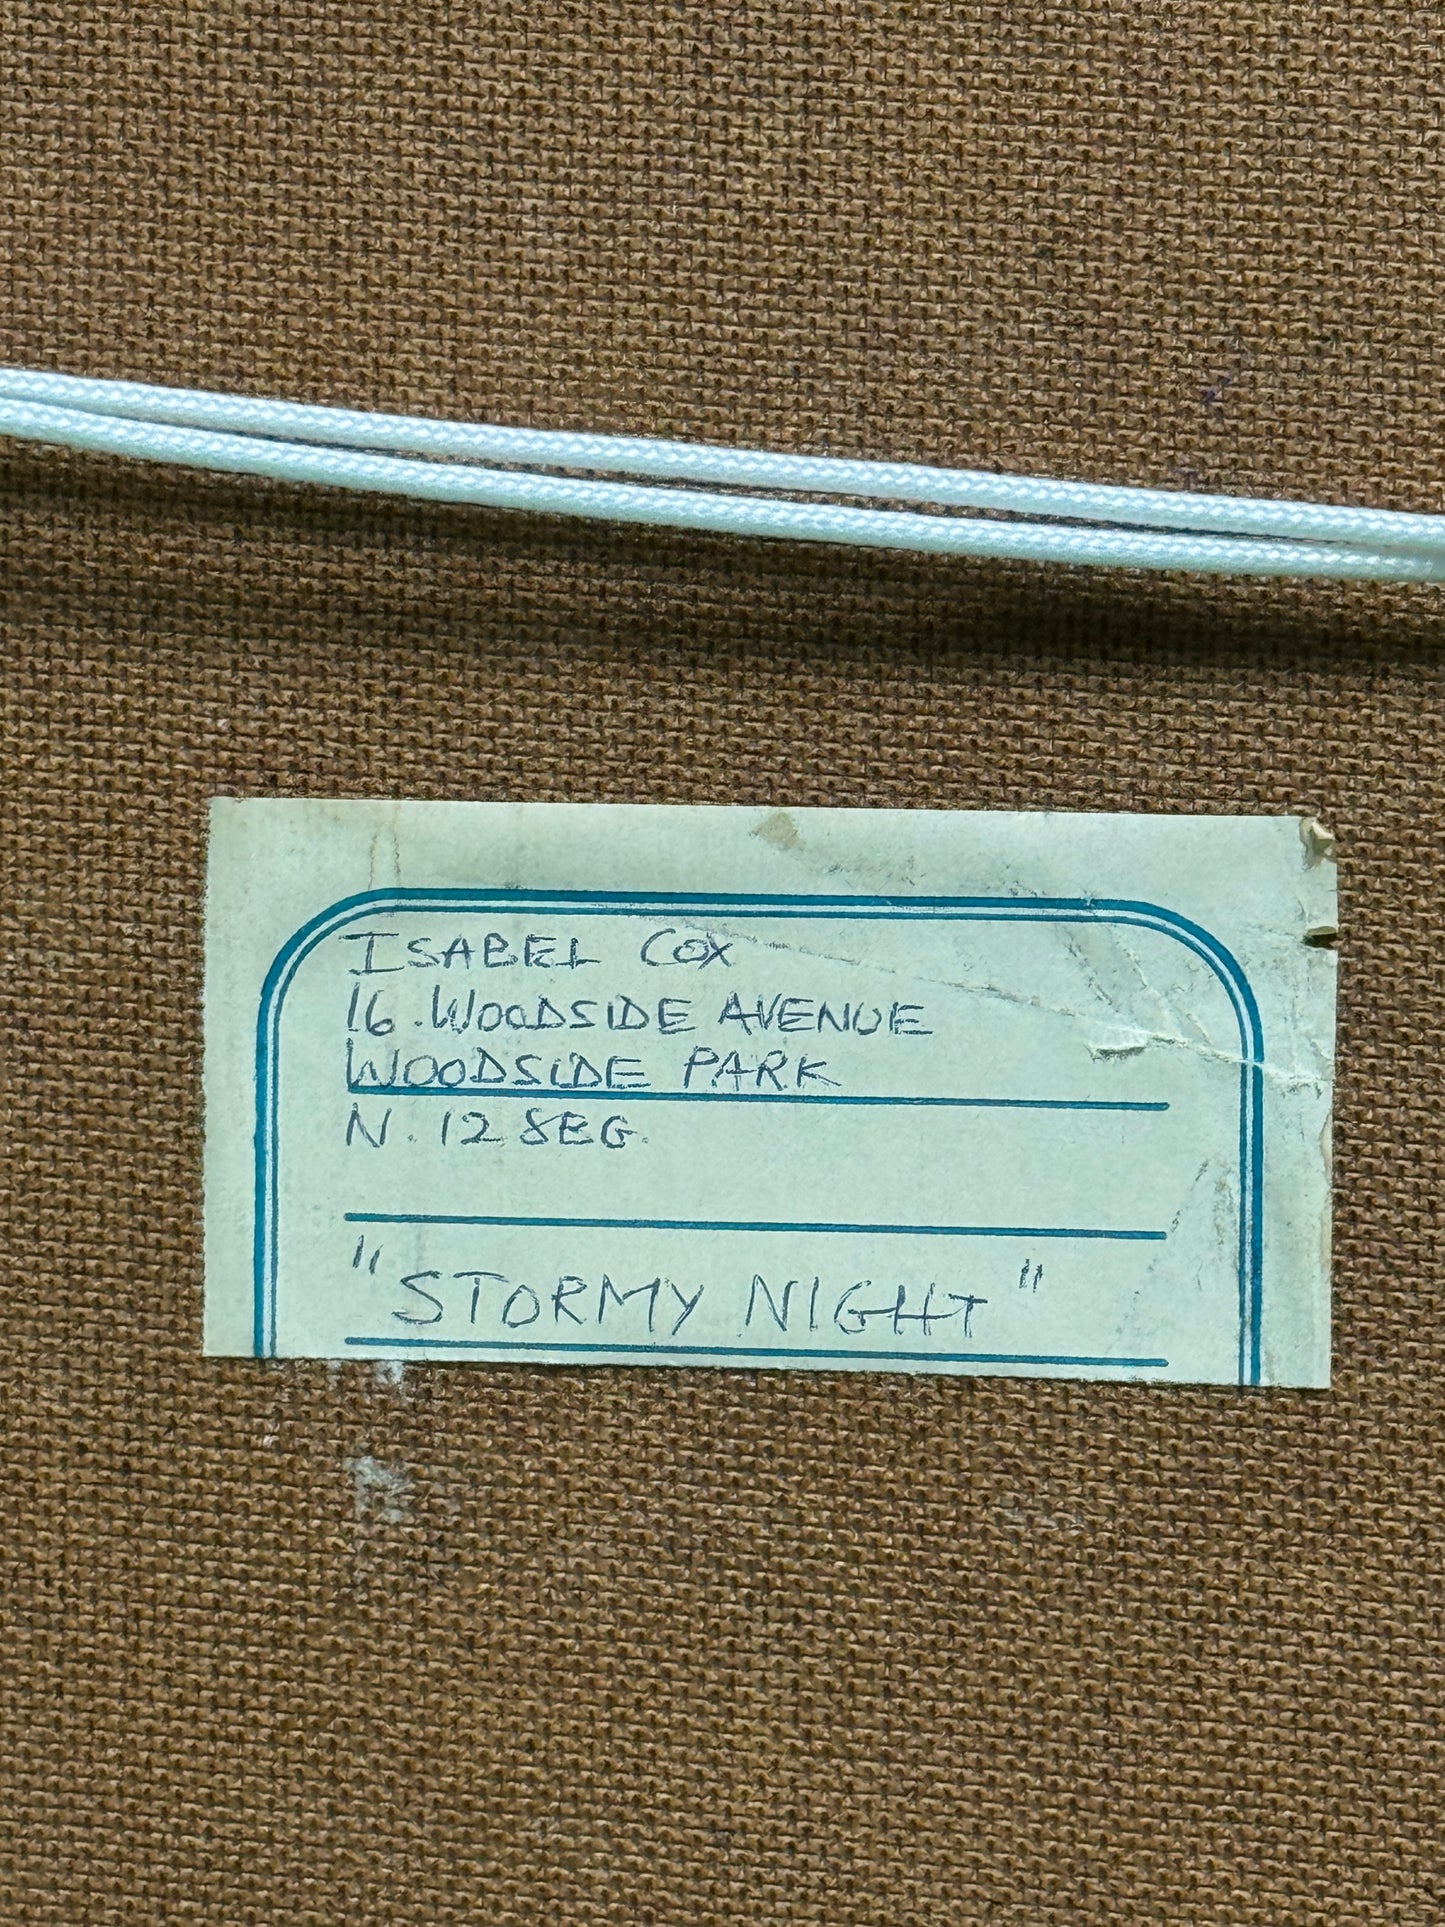 ISABEL COX
16. WOODSIDE AVENUE
WOODSIDE PARK
N. 12 8EG.
"STORMY NIGHT"